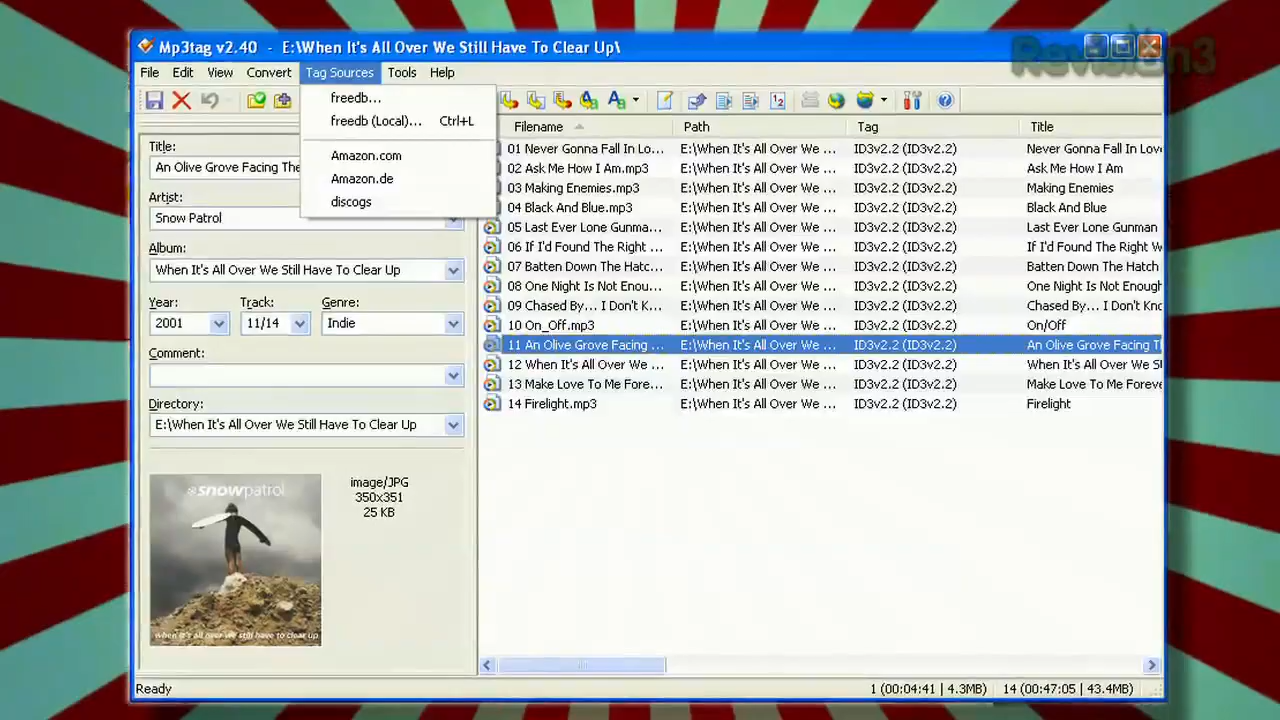 Revision3
Mp3tag v2.40 - E:\When It's All Over We Still Have To Clear Up\
File Edit View Convert Tag Sources Tools Help
freedb...
freedb (Local)... Ctrl+L
Amazon.com
Amazon.de
discogs
Title:
An Olive Grove Facing The
Artist:
Snow Patrol
Album:
When It's All Over We Still Have To Clear Up
Year: Track: Genre:
2001 11/14 Indie
Comment:
Directory:
E:\When It's All Over We Still Have To Clear Up
snowpatrol
when it's all over we still have to clear up
image/JPG
350x351
25 KB
Filename Path Tag Title
01 Never Gonna Fall In Lo... E:\When It's All Over We ... ID3v2.2 (ID3v2.2) Never Gonna Fall In Lov
02 Ask Me How I Am.mp3 E:\When It's All Over We ... ID3v2.2 (ID3v2.2) Ask Me How I Am
03 Making Enemies.mp3 E:\When It's All Over We ... ID3v2.2 (ID3v2.2) Making Enemies
04 Black And Blue.mp3 E:\When It's All Over We ... ID3v2.2 (ID3v2.2) Black And Blue
05 Last Ever Lone Gunma... E:\When It's All Over We ... ID3v2.2 (ID3v2.2) Last Ever Lone Gunman
06 If I'd Found The Right ... E:\When It's All Over We ... ID3v2.2 (ID3v2.2) If I'd Found The Right W
07 Batten Down The Hatc... E:\When It's All Over We ... ID3v2.2 (ID3v2.2) Batten Down The Hatch
08 One Night Is Not Enou... E:\When It's All Over We ... ID3v2.2 (ID3v2.2) One Night Is Not Enough
09 Chased By... I Don't K... E:\When It's All Over We ... ID3v2.2 (ID3v2.2) Chased By... I Don't Kno
10 On_Off.mp3 E:\When It's All Over We ... ID3v2.2 (ID3v2.2) On/Off
11 An Olive Grove Facing ... E:\When It's All Over We ... ID3v2.2 (ID3v2.2) An Olive Grove Facing T
12 When It's All Over We ... E:\When It's All Over We ... ID3v2.2 (ID3v2.2) When It's All Over We S
13 Make Love To Me Fore... E:\When It's All Over We ... ID3v2.2 (ID3v2.2) Make Love To Me Foreve
14 Firelight.mp3 E:\When It's All Over We ... ID3v2.2 (ID3v2.2) Firelight
Ready 1 (00:04:41 | 4.3MB) 14 (00:47:05 | 43.4MB)